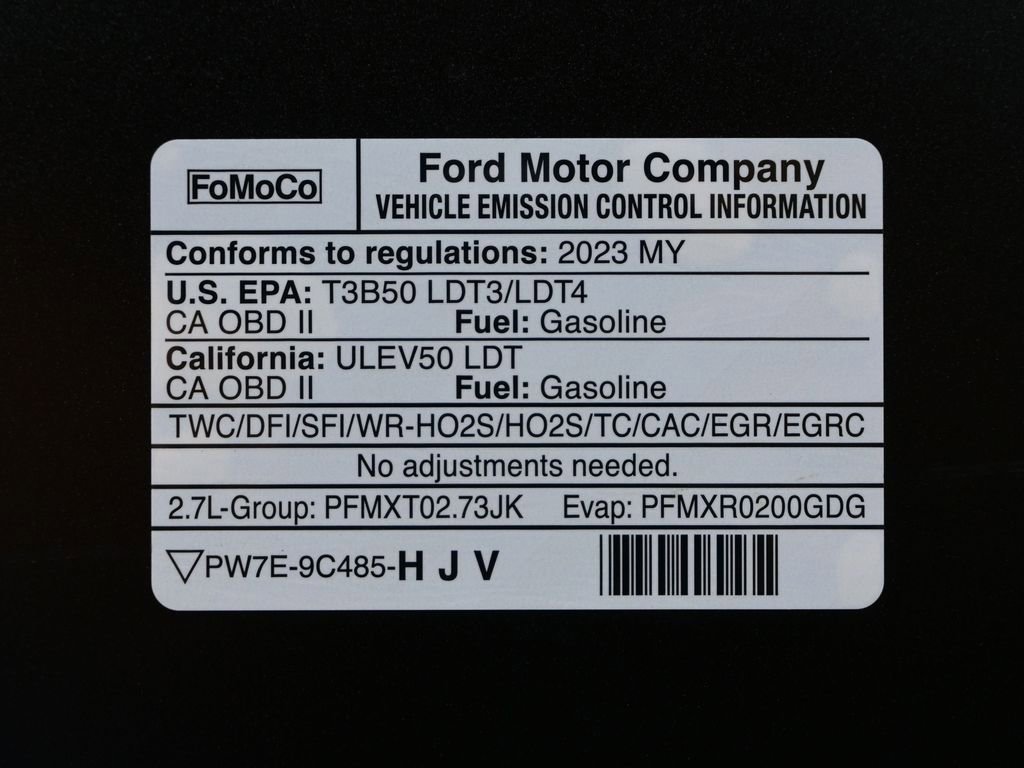 FoMoCo
Ford Motor Company
VEHICLE EMISSION CONTROL INFORMATION
Conforms to regulations: 2023 MY
U.S. EPA: T3B50 LDT3/LDT4
CA OBD II Fuel: Gasoline
California: ULEV50 LDT
CA OBD II Fuel: Gasoline
TWC/DFI/SFI/WR-HO2S/HO2S/TC/CAC/EGR/EGRC
No adjustments needed.
2.7L-Group: PFMXT02.73JK Evap: PFMXR0200GDG
PW7E-9C485-H J V